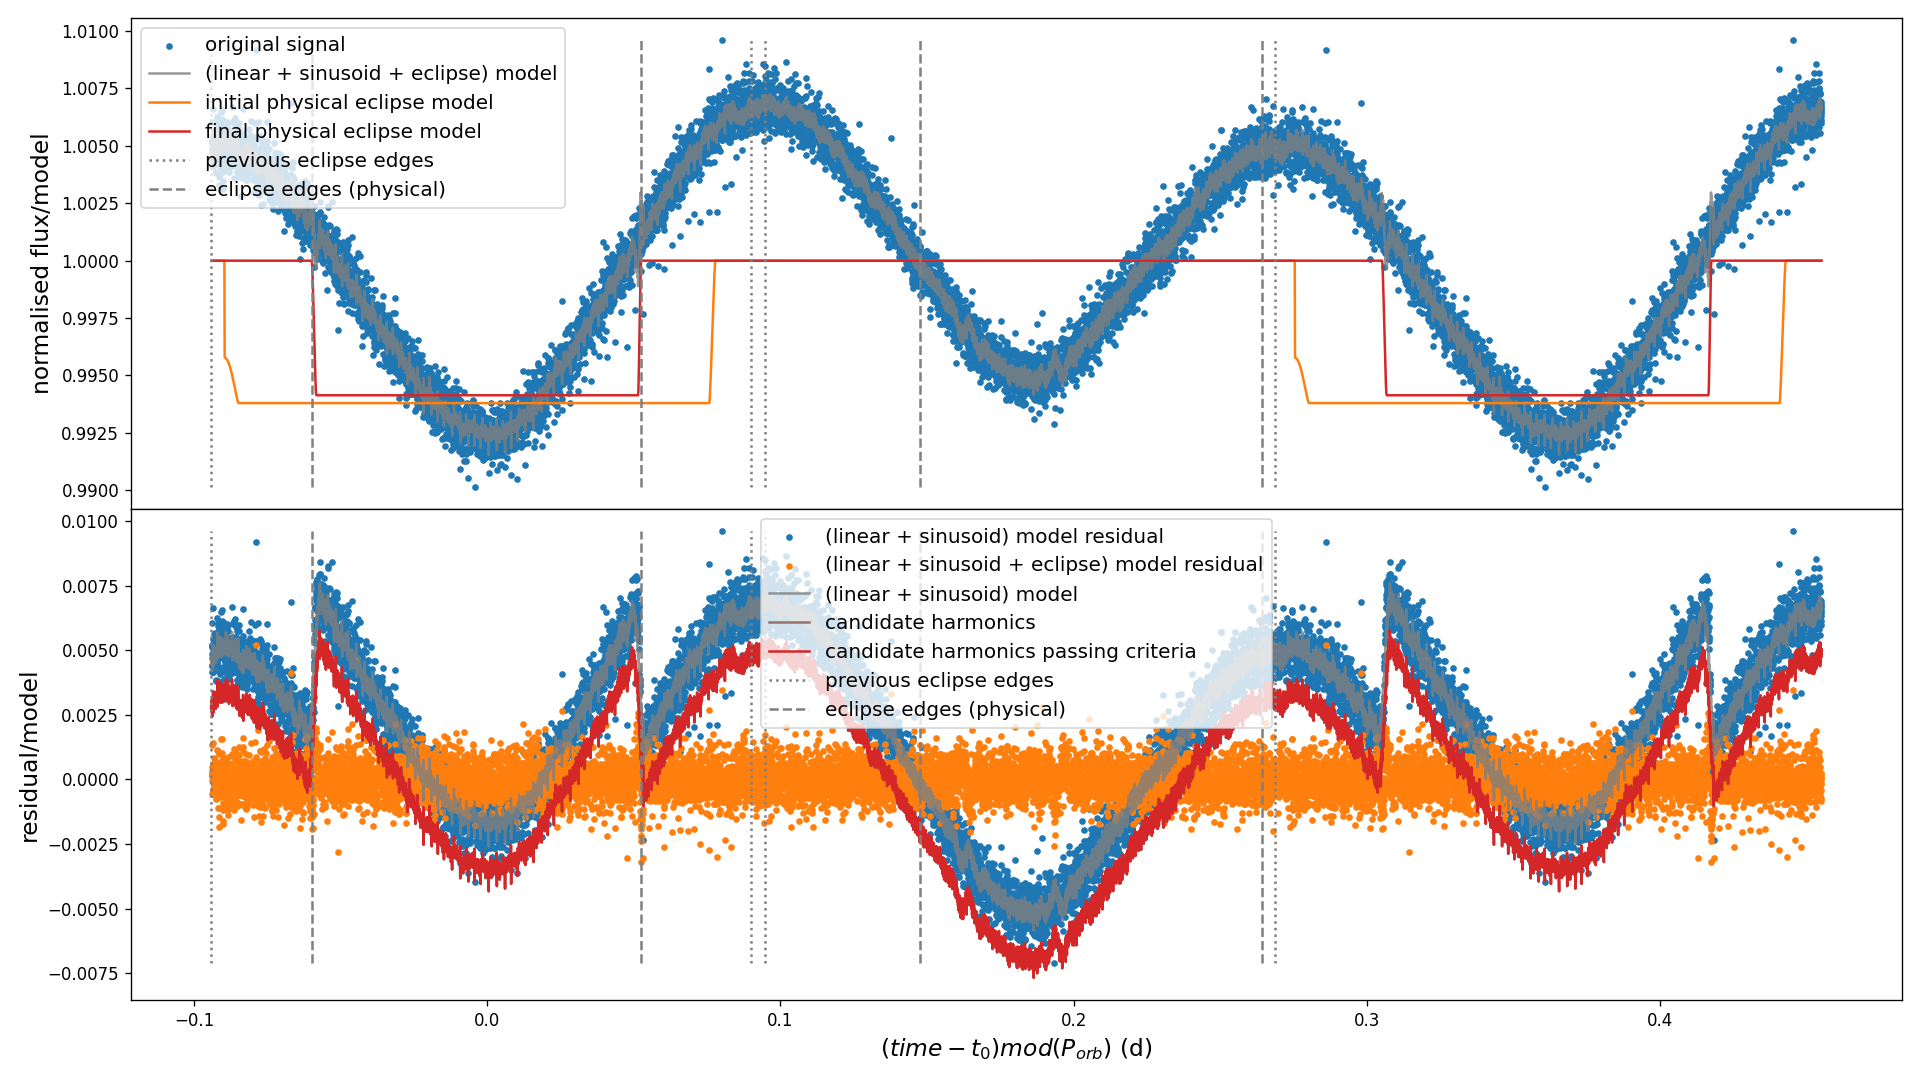 normalised flux/model
1.0100
1.0075
1.0050
1.0025
1.0000
0.9975
0.9950
0.9925
0.9900
original signal
(linear + sinusoid + eclipse) model
initial physical eclipse model
final physical eclipse model
previous eclipse edges
eclipse edges (physical)
residual/model
0.0100
0.0075
0.0050
0.0025
0.0000
−0.0025
−0.0050
−0.0075
(linear + sinusoid) model residual
(linear + sinusoid + eclipse) model residual
(linear + sinusoid) model
candidate harmonics
candidate harmonics passing criteria
previous eclipse edges
eclipse edges (physical)
−0.1 0.0 0.1 0.2 0.3 0.4
(time − t₀)mod(Pₒᵣb) (d)